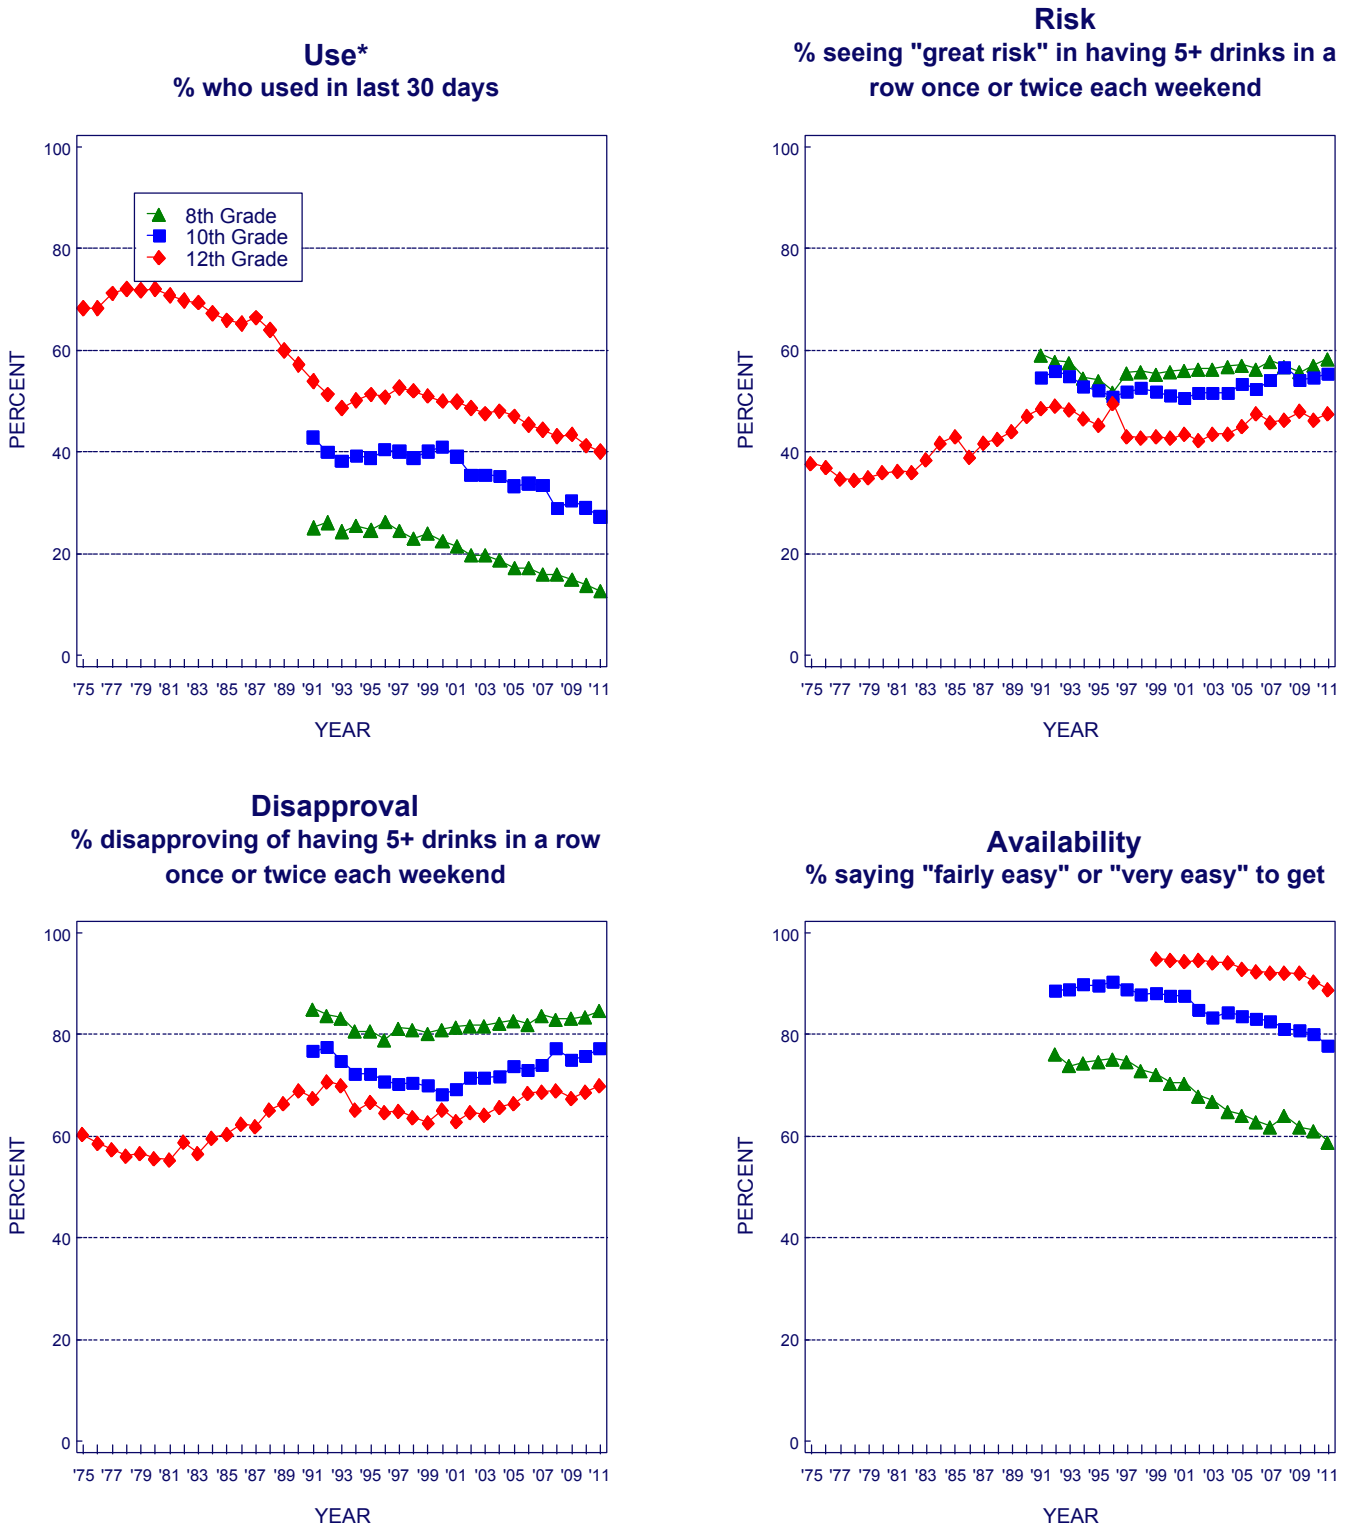 Use*
% who used in last 30 days
100
80
60
40
20
0
PERCENT
8th Grade
10th Grade
12th Grade
'75 '77 '79 '81 '83 '85 '87 '89 '91 '93 '95 '97 '99 '01 '03 '05 '07 '09 '11
YEAR
Risk
% seeing "great risk" in having 5+ drinks in a
row once or twice each weekend
100
80
60
40
20
0
PERCENT
'75 '77 '79 '81 '83 '85 '87 '89 '91 '93 '95 '97 '99 '01 '03 '05 '07 '09 '11
YEAR
Disapproval
% disapproving of having 5+ drinks in a row
once or twice each weekend
100
80
60
40
20
0
PERCENT
'75 '77 '79 '81 '83 '85 '87 '89 '91 '93 '95 '97 '99 '01 '03 '05 '07 '09 '11
YEAR
Availability
% saying "fairly easy" or "very easy" to get
100
80
60
40
20
0
PERCENT
'75 '77 '79 '81 '83 '85 '87 '89 '91 '93 '95 '97 '99 '01 '03 '05 '07 '09 '11
YEAR